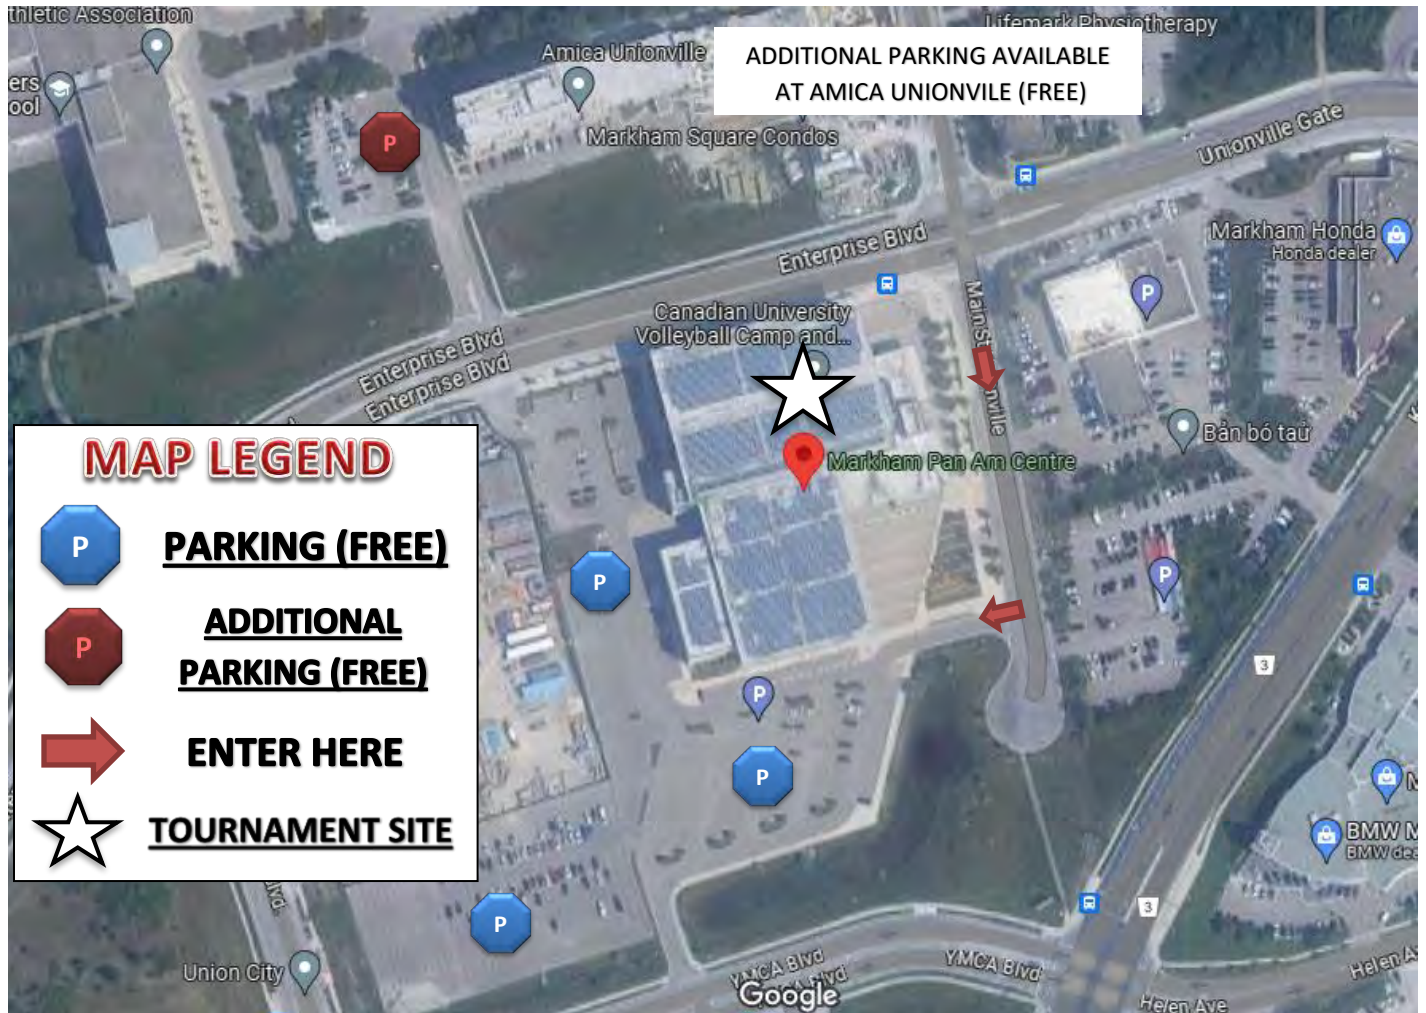 thletic Association
Lifemark Physiotherapy
Amica Unionville
ADDITIONAL PARKING AVAILABLE
AT AMICA UNIONVILE (FREE)
ers
ool
P
Markham Square Condos
Unionville Gate
Markham Honda
Honda dealer
Enterprise Blvd
P
Canadian University
Volleyball Camp and...
Enterprise Blvd
Enterprise Blvd
Main St
nville
Bản bó taử
Markham Pan Am Centre
MAP LEGEND
P PARKING (FREE)
P ADDITIONAL
PARKING (FREE)
ENTER HERE
TOURNAMENT SITE
P
P
3
P
P
BMW M
BMW dea
lvd
P
3
Union City
YMCA Blvd
YMCA Blvd
Helen A
Helen Ave
Google